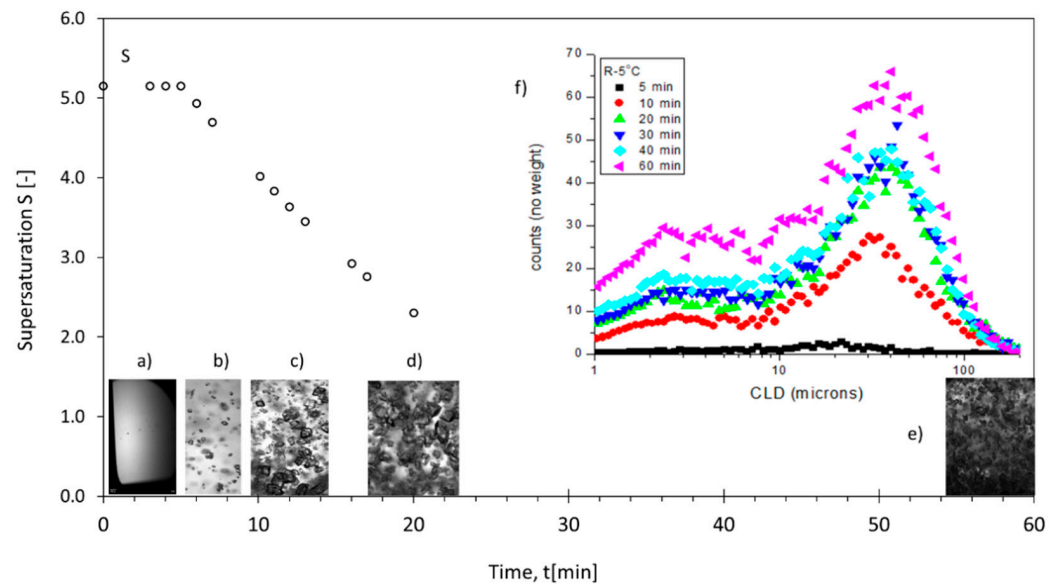 6.0
5.0
4.0
3.0
2.0
1.0
0.0
Supersaturation S [-]
S
a)
b)
c)
d)
e)
f)
70
65
60
50
40
30
20
10
0
counts (no weight)
R-5°C
5 min
10 min
20 min
30 min
40 min
60 min
1
10
100
CLD (microns)
0
10
20
30
40
50
60
Time, t[min]